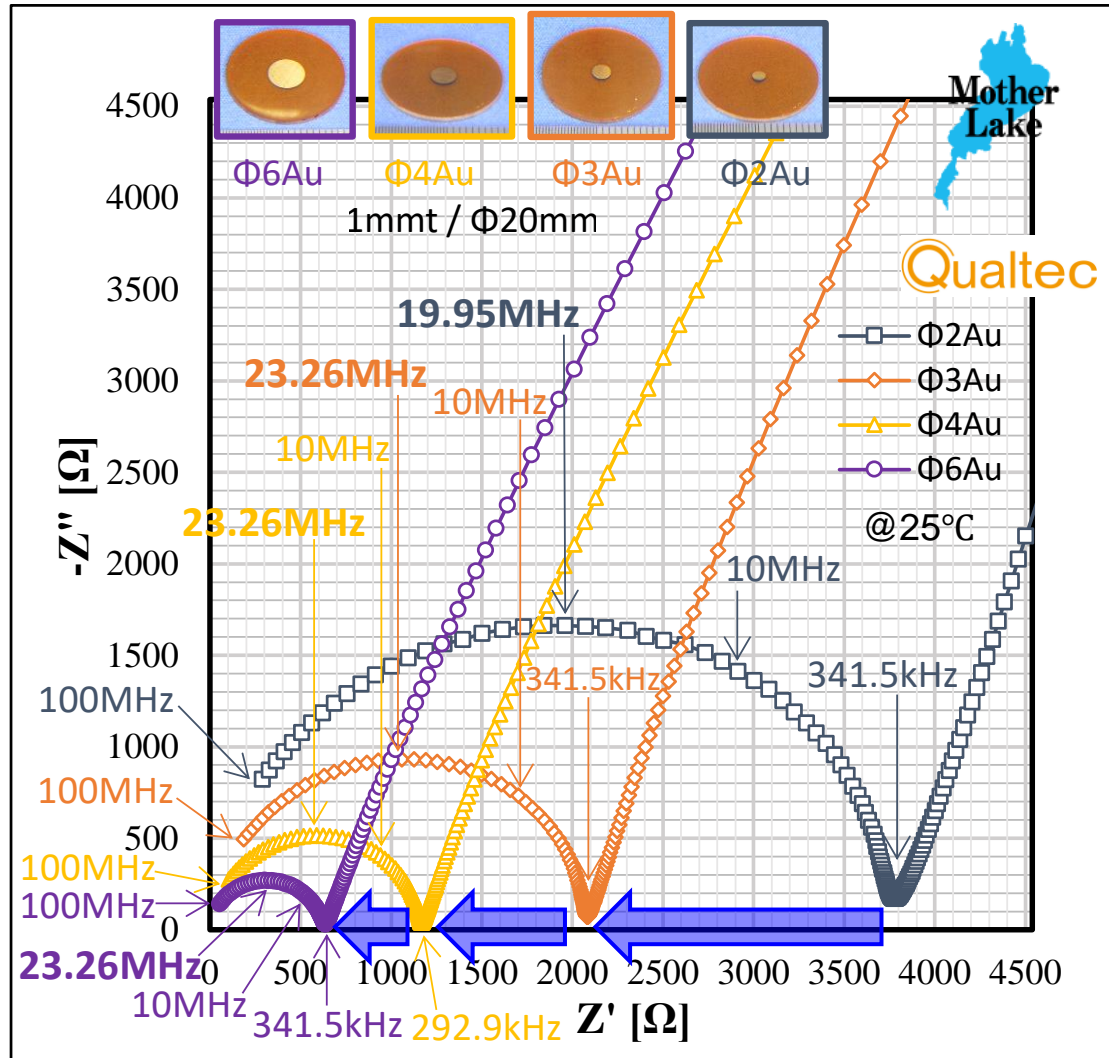 Mother
Lake
Φ6Au
Φ4Au
Φ3Au
Φ2Au
1mmt / Φ20mm
Qualtec
19.95MHz
23.26MHz
10MHz
10MHz
23.26MHz
Φ2Au
Φ3Au
Φ4Au
Φ6Au
@25℃
10MHz
341.5kHz
341.5kHz
100MHz
100MHz
100MHz
100MHz
23.26MHz
10MHz
341.5kHz
292.9kHz
-Z'' [Ω]
4500
4000
3500
3000
2500
2000
1500
1000
500
0
0
500
1000
1500
2000
2500
3000
3500
4000
4500
Z' [Ω]